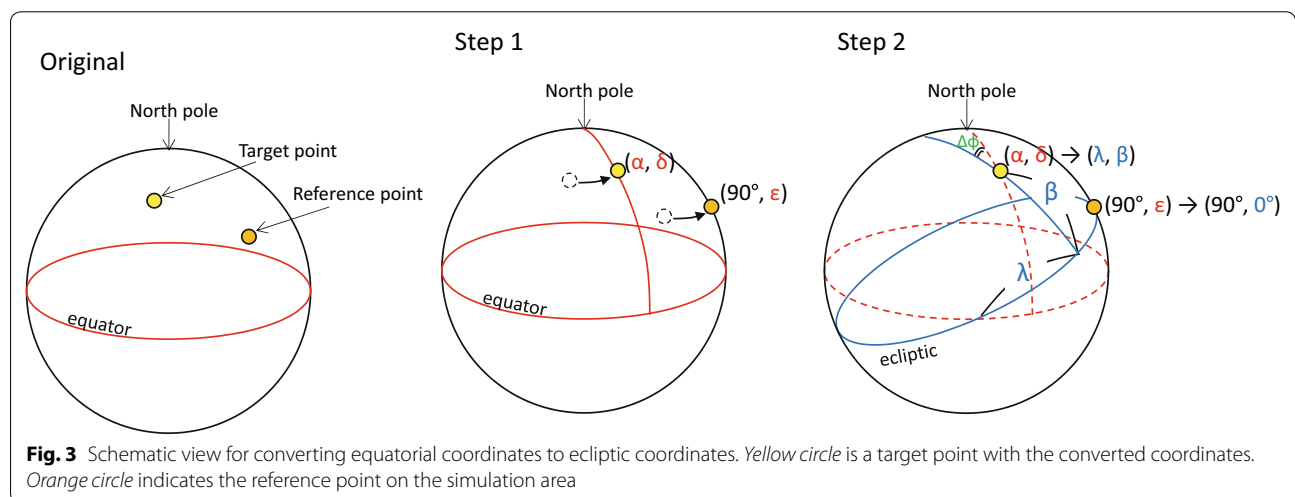 Original
North pole
Target point
Reference point
equator
Step 1
North pole
(α, δ)
(90°, ε)
equator
Step 2
North pole
Δϕ
(α, δ) → (λ, β)
β
(90°, ε) → (90°, 0°)
λ
ecliptic
Fig. 3 Schematic view for converting equatorial coordinates to ecliptic coordinates. Yellow circle is a target point with the converted coordinates.
Orange circle indicates the reference point on the simulation area